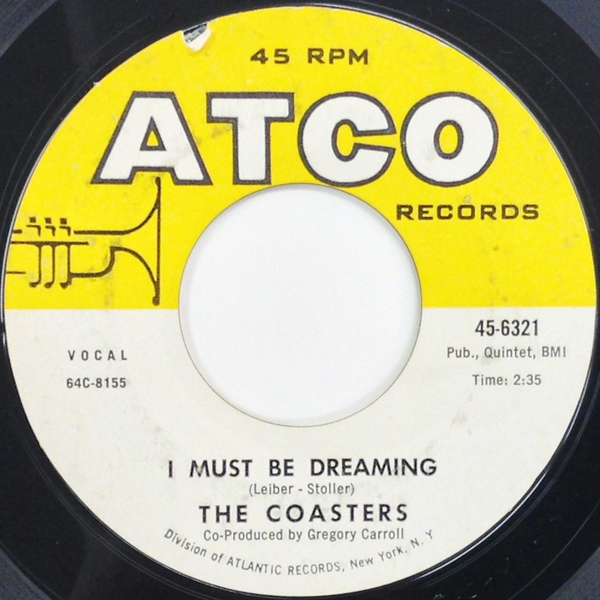 45 RPM
ATCO
RECORDS
45-6321
Pub., Quintet, BMI
Time: 2:35
VOCAL
64C-8155
I MUST BE DREAMING
(Leiber - Stoller)
THE COASTERS
Co-Produced by Gregory Carroll
Division of ATLANTIC RECORDS, New York, N. Y